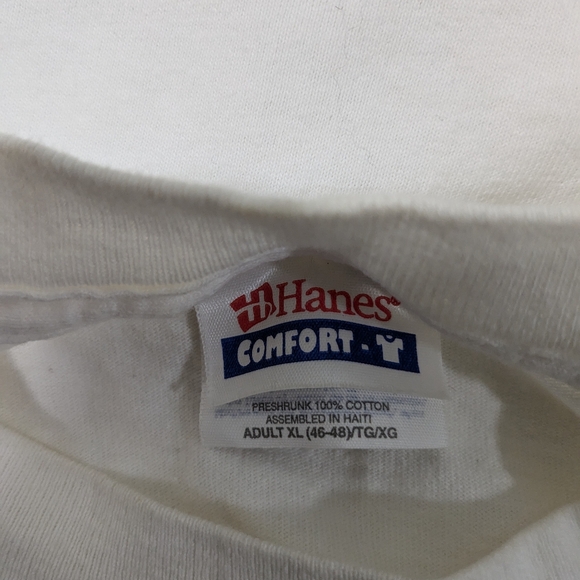 Hanes®
COMFORT-T
PRESHRUNK 100% COTTON
ASSEMBLED IN HAITI
ADULT XL (46-48)/TG/XG